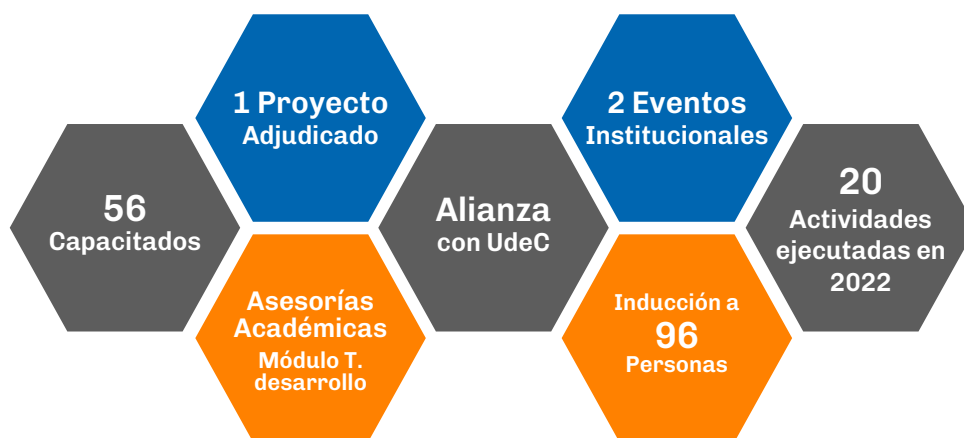 1 Proyecto
Adjudicado
2 Eventos
Institucionales
56
Capacitados
Alianza
con UdeC
20
Actividades
ejecutadas en
2022
Asesorías
Académicas
Módulo T.
desarrollo
Inducción a
96
Personas